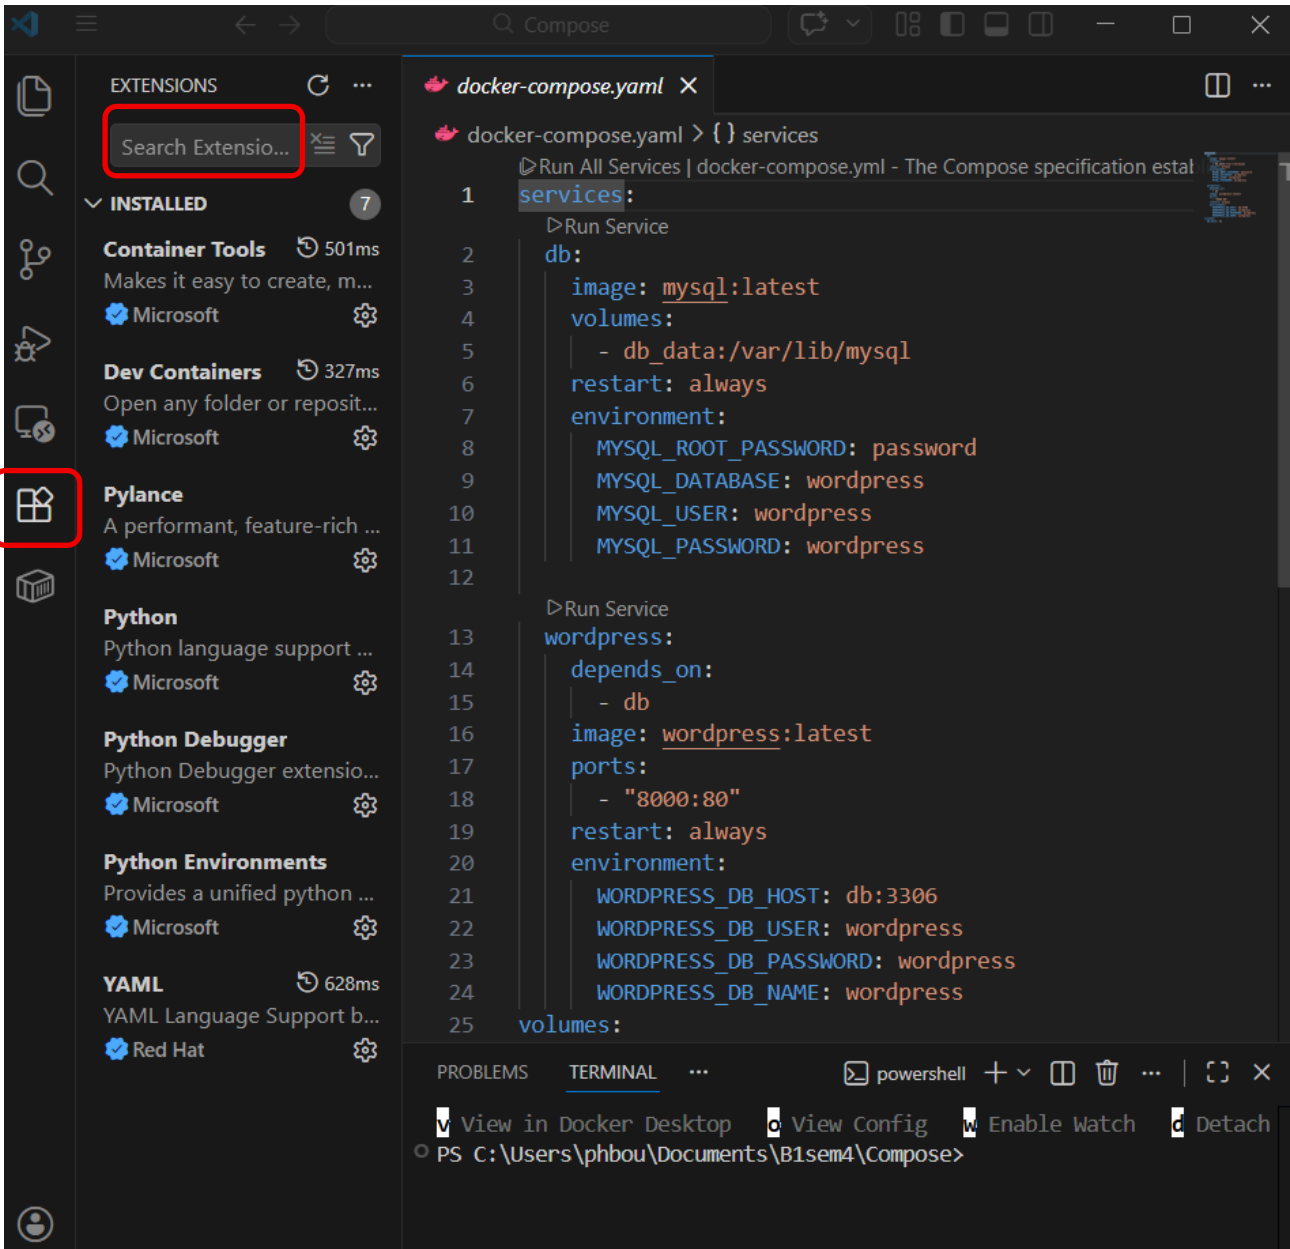 Compose
EXTENSIONS
Search Extensio...
INSTALLED 7
Container Tools 501ms
Makes it easy to create, m...
Microsoft
Dev Containers 327ms
Open any folder or reposit...
Microsoft
Pylance
A performant, feature-rich ...
Microsoft
Python
Python language support ...
Microsoft
Python Debugger
Python Debugger extensio...
Microsoft
Python Environments
Provides a unified python ...
Microsoft
YAML 628ms
YAML Language Support b...
Red Hat
docker-compose.yaml
docker-compose.yaml > {} services
Run All Services | docker-compose.yml - The Compose specification estab
1 services:
Run Service
2 db:
3 image: mysql:latest
4 volumes:
5 - db_data:/var/lib/mysql
6 restart: always
7 environment:
8 MYSQL_ROOT_PASSWORD: password
9 MYSQL_DATABASE: wordpress
10 MYSQL_USER: wordpress
11 MYSQL_PASSWORD: wordpress
12
Run Service
13 wordpress:
14 depends_on:
15 - db
16 image: wordpress:latest
17 ports:
18 - "8000:80"
19 restart: always
20 environment:
21 WORDPRESS_DB_HOST: db:3306
22 WORDPRESS_DB_USER: wordpress
23 WORDPRESS_DB_PASSWORD: wordpress
24 WORDPRESS_DB_NAME: wordpress
25 volumes:
PROBLEMS TERMINAL ... powershell
v View in Docker Desktop o View Config w Enable Watch d Detach
PS C:\Users\phbou\Documents\B1sem4\Compose>